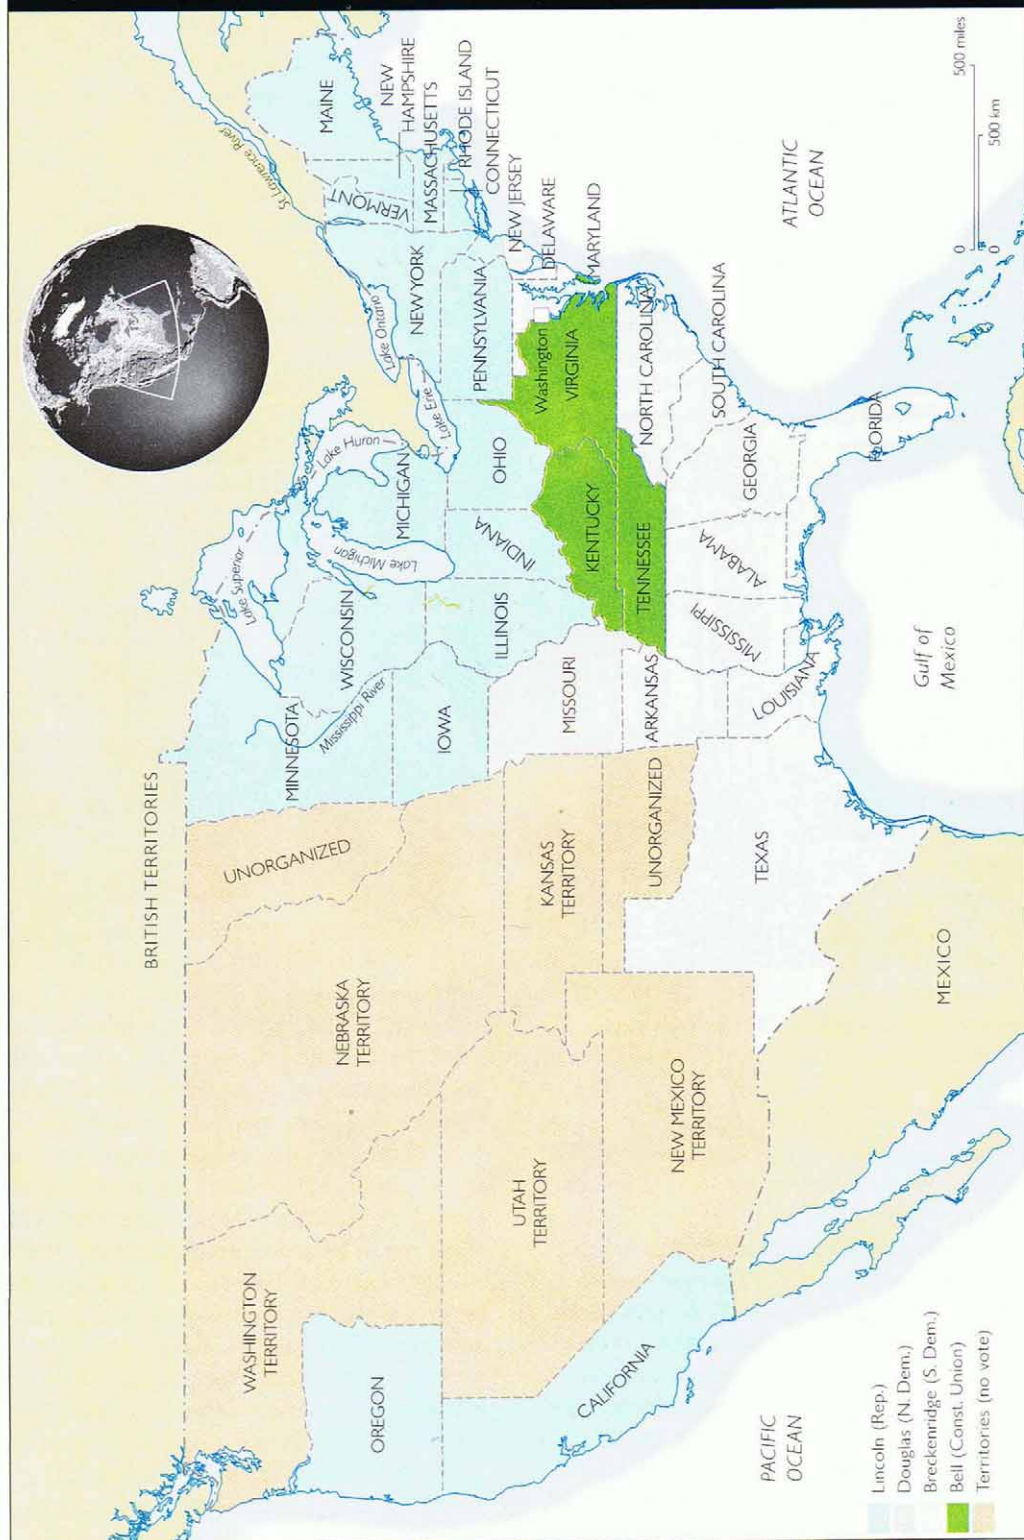 BRITISH TERRITORIES
WASHINGTON
TERRITORY
OREGON
CALIFORNIA
UTAH
TERRITORY
NEW MEXICO
TERRITORY
NEBRASKA
TERRITORY
UNORGANIZED
KANSAS
TERRITORY
UNORGANIZED
TEXAS
MINNESOTA
Mississippi River
IOWA
WISCONSIN
ILLINOIS
MISSOURI
ARKANSAS
LOUISIANA
Lake Superior
Lake Michigan
Lake Huron
Lake Erie
Lake Ontario
MICHIGAN
INDIANA
OHIO
KENTUCKY
TENNESSEE
MISSISSIPPI
ALABAMA
GEORGIA
FLORIDA
SOUTH CAROLINA
NORTH CAROLINA
VIRGINIA
Washington
PENNSYLVANIA
NEW YORK
VERMONT
MAINE
St Lawrence River
NEW
HAMPSHIRE
MASSACHUSETTS
RHODE ISLAND
CONNECTICUT
NEW JERSEY
DELAWARE
MARYLAND
ATLANTIC
OCEAN
Gulf of
Mexico
MEXICO
PACIFIC
OCEAN
Lincoln (Rep.)
Douglas (N. Dem.)
Breckenridge (S. Dem.)
Bell (Const. Union)
Territories (no vote)
0 500 miles
0 500 km